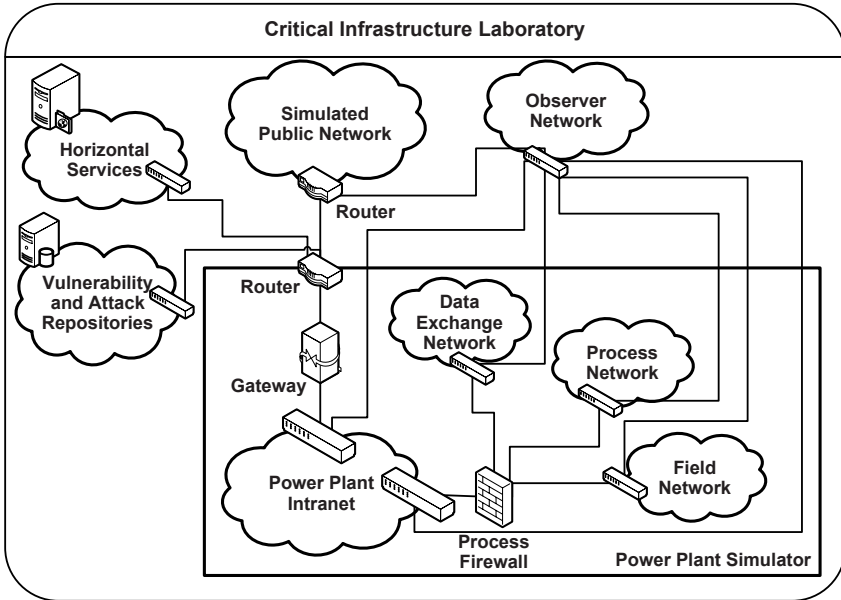 Critical Infrastructure Laboratory
Simulated
Public Network
Observer
Network
Horizontal
Services
Router
Vulnerability
and Attack
Repositories
Router
Data
Exchange
Network
Process
Network
Gateway
Power Plant
Intranet
Field
Network
Process
Firewall
Power Plant Simulator